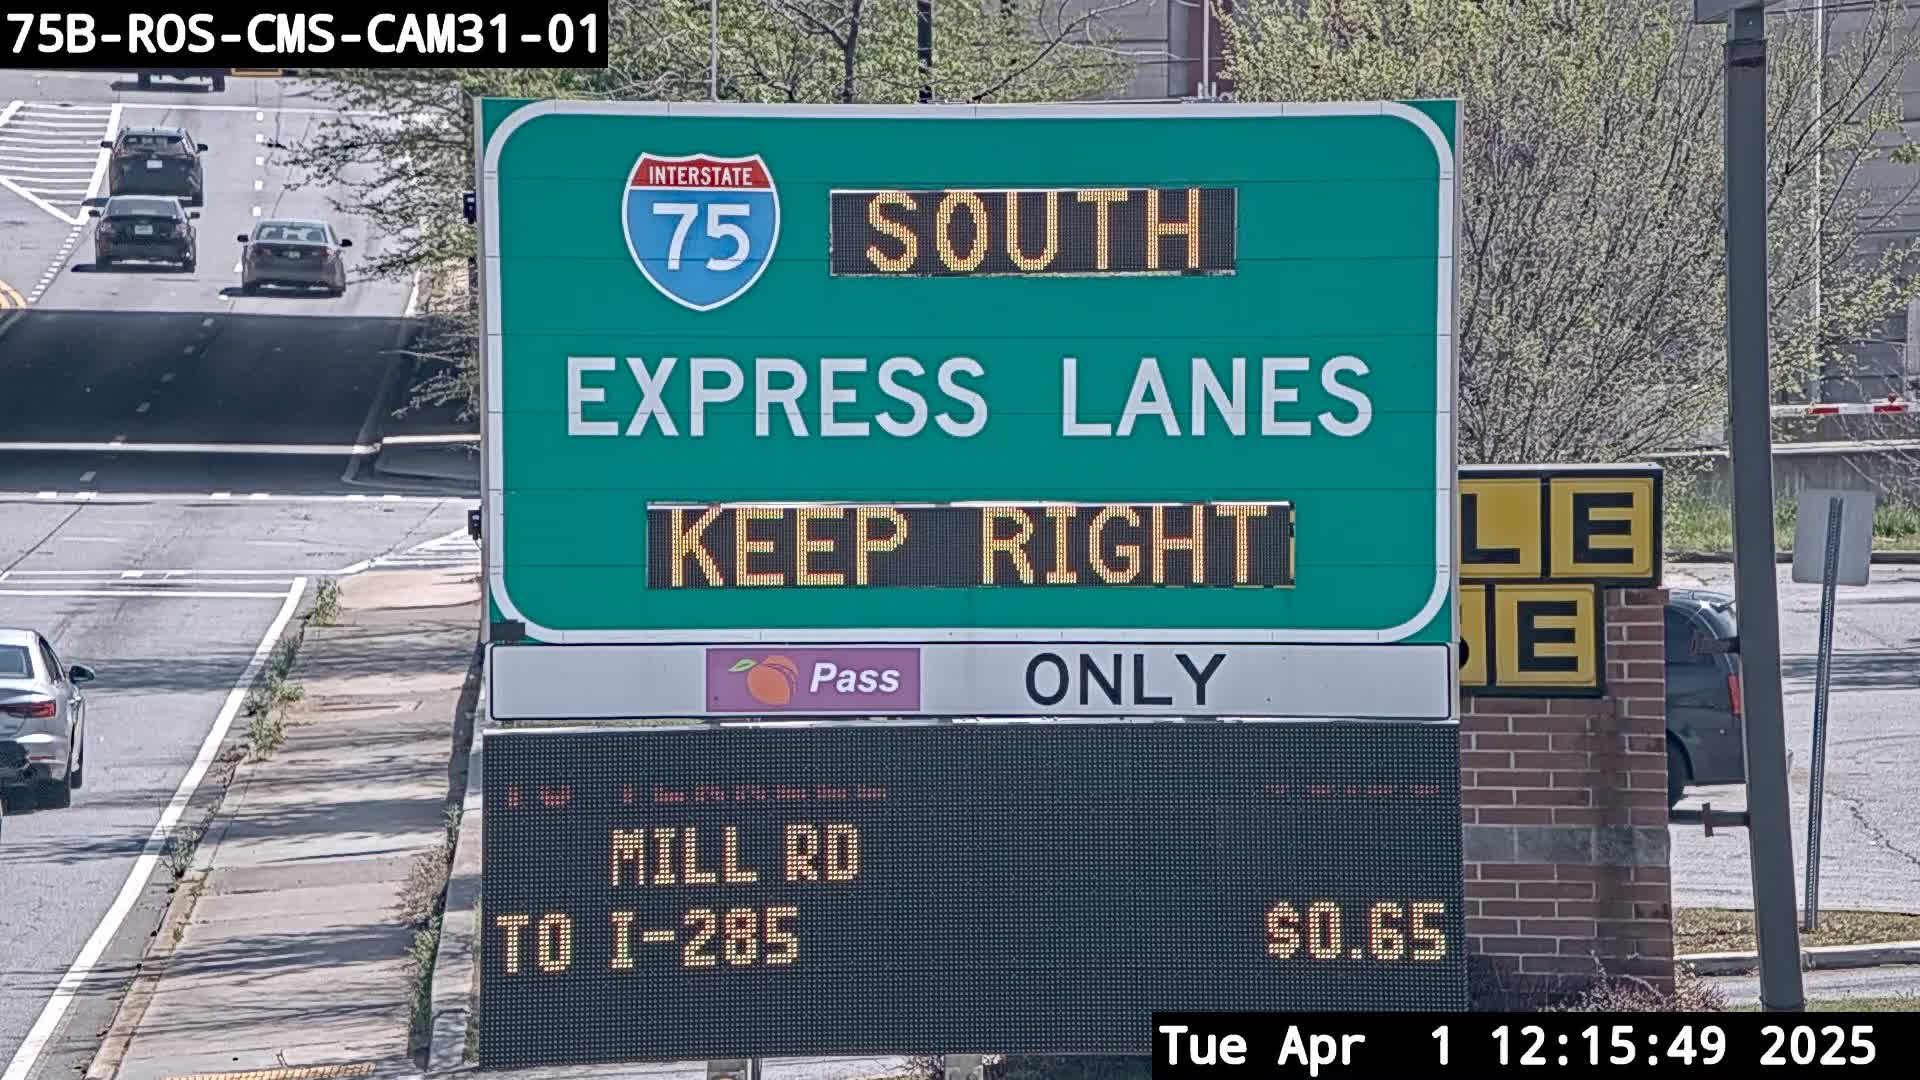 75B-ROS-CMS-CAM31-01
INTERSTATE
75
SOUTH
EXPRESS LANES
KEEP RIGHT
LE
E
Pass ONLY
MILL RD
TO I-285 $0.65
Tue Apr 1 12:15:49 2025